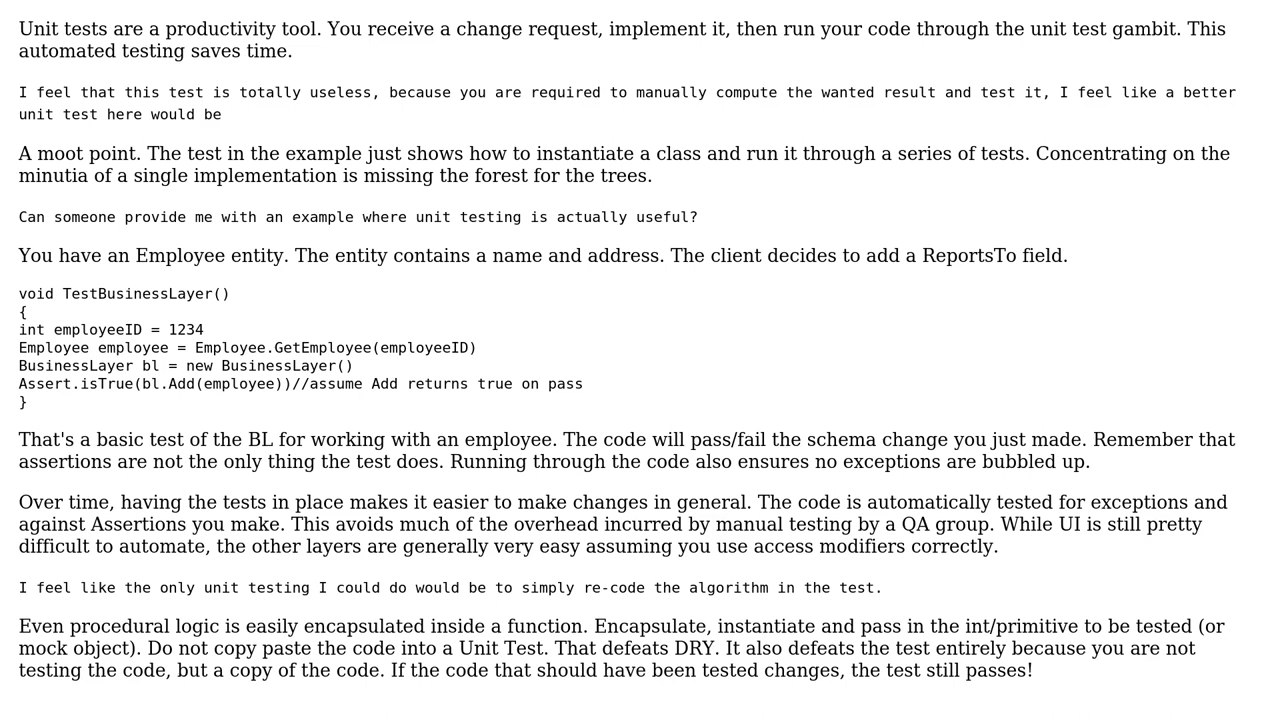 Unit tests are a productivity tool. You receive a change request, implement it, then run your code through the unit test gambit. This
automated testing saves time.
I feel that this test is totally useless, because you are required to manually compute the wanted result and test it, I feel like a better
unit test here would be
A moot point. The test in the example just shows how to instantiate a class and run it through a series of tests. Concentrating on the
minutia of a single implementation is missing the forest for the trees.
Can someone provide me with an example where unit testing is actually useful?
You have an Employee entity. The entity contains a name and address. The client decides to add a ReportsTo field.
void TestBusinessLayer()
{
int employeeID = 1234
Employee employee = Employee.GetEmployee(employeeID)
BusinessLayer bl = new BusinessLayer()
Assert.isTrue(bl.Add(employee))//assume Add returns true on pass
}
That's a basic test of the BL for working with an employee. The code will pass/fail the schema change you just made. Remember that
assertions are not the only thing the test does. Running through the code also ensures no exceptions are bubbled up.
Over time, having the tests in place makes it easier to make changes in general. The code is automatically tested for exceptions and
against Assertions you make. This avoids much of the overhead incurred by manual testing by a QA group. While UI is still pretty
difficult to automate, the other layers are generally very easy assuming you use access modifiers correctly.
I feel like the only unit testing I could do would be to simply re-code the algorithm in the test.
Even procedural logic is easily encapsulated inside a function. Encapsulate, instantiate and pass in the int/primitive to be tested (or
mock object). Do not copy paste the code into a Unit Test. That defeats DRY. It also defeats the test entirely because you are not
testing the code, but a copy of the code. If the code that should have been tested changes, the test still passes!